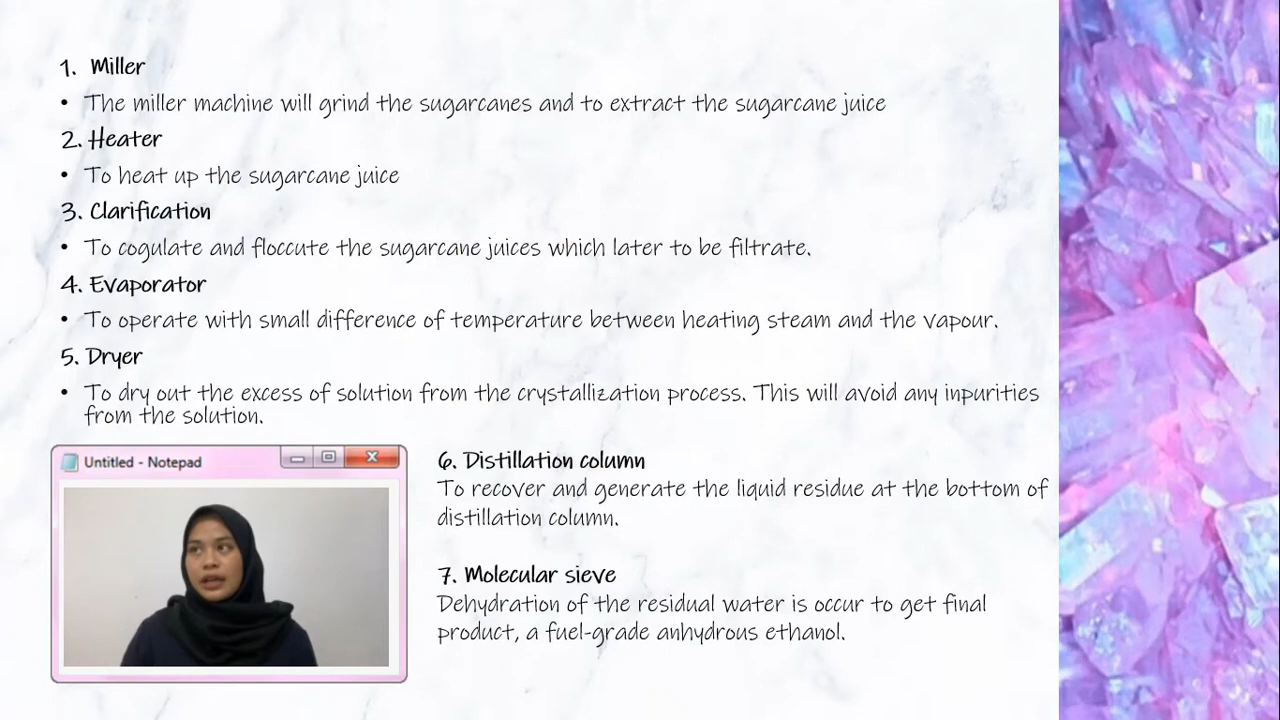 1. Miller
• The miller machine will grind the sugarcanes and to extract the sugarcane juice
2. Heater
• To heat up the sugarcane juice
3. Clarification
• To cogulate and floccute the sugarcane juices which later to be filtrate.
4. Evaporator
• To operate with small difference of temperature between heating steam and the vapour.
5. Dryer
• To dry out the excess of solution from the crystallization process. This will avoid any inpurities
from the solution.
Untitled - Notepad
6. Distillation column
To recover and generate the liquid residue at the bottom of
distillation column.
7. Molecular sieve
Dehydration of the residual water is occur to get final
product, a fuel-grade anhydrous ethanol.